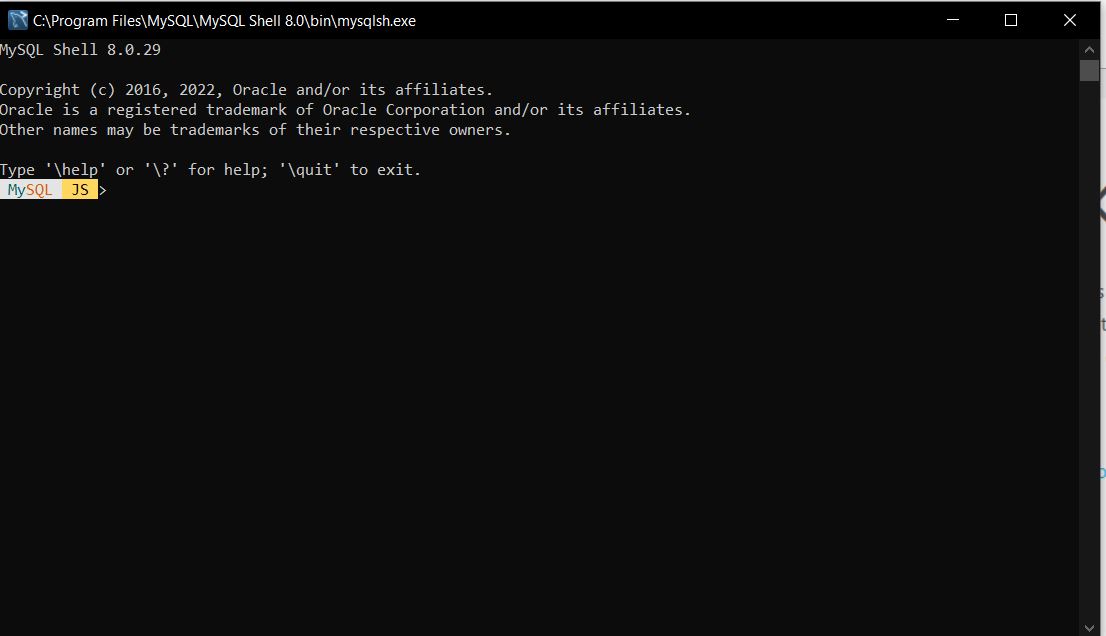 C:\Program Files\MySQL\MySQL Shell 8.0\bin\mysqlsh.exe
MySQL Shell 8.0.29
Copyright (c) 2016, 2022, Oracle and/or its affiliates.
Oracle is a registered trademark of Oracle Corporation and/or its affiliates.
Other names may be trademarks of their respective owners.
Type '\help' or '\?' for help; '\quit' to exit.
MySQL JS >